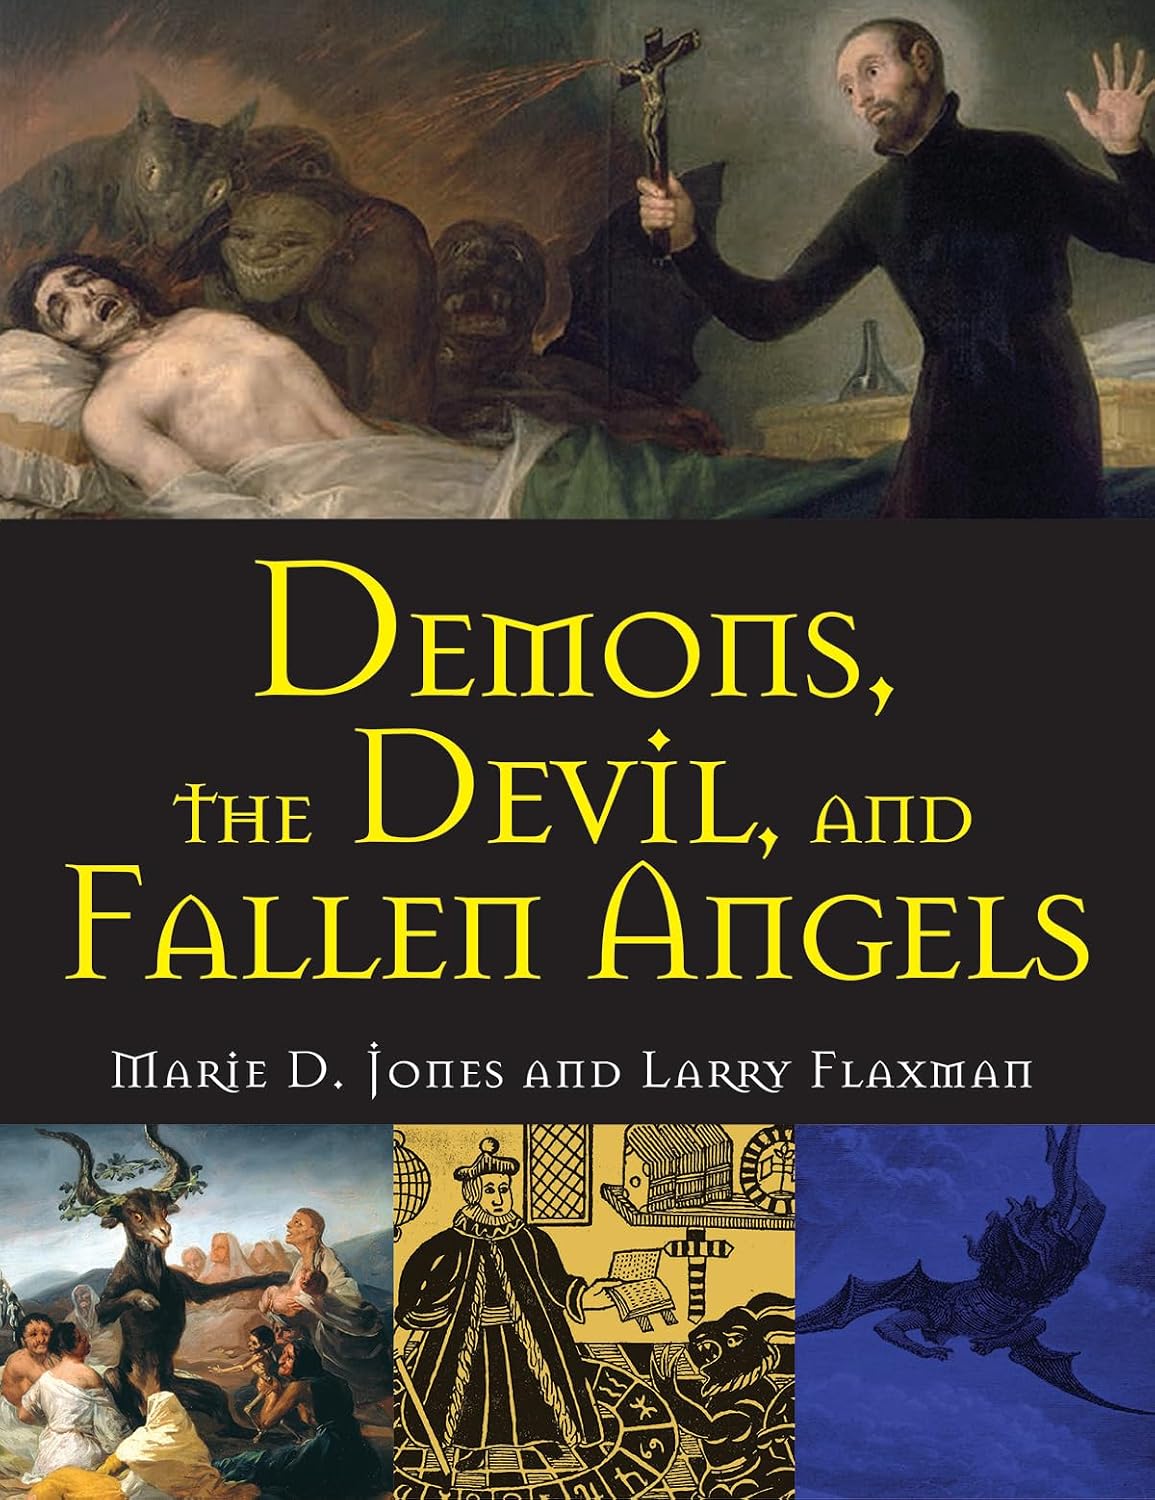 Demons,
the Devil, and
Fallen Angels
Marie D. Jones and Larry Flaxman